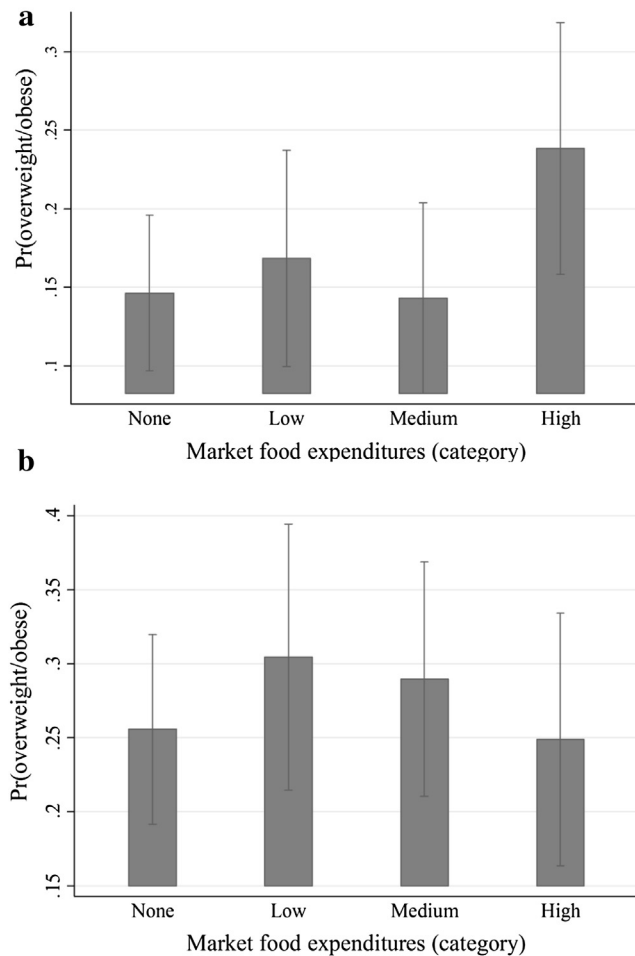 a
Pr(overweight/obese)
.3
.25
.2
.15
.1
None Low Medium High
Market food expenditures (category)
b
Pr(overweight/obese)
.4
.35
.3
.25
.2
.15
None Low Medium High
Market food expenditures (category)